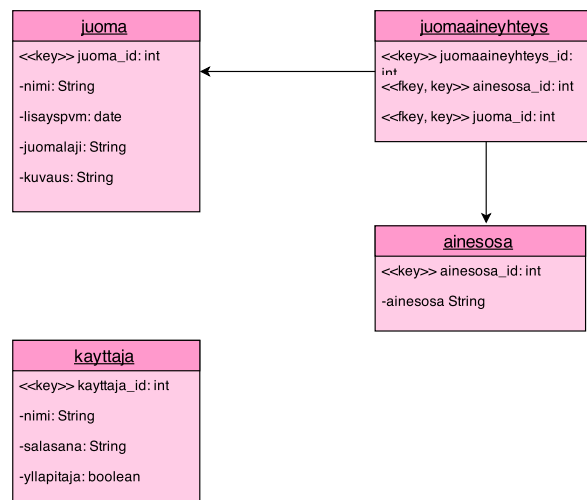 juoma
<<key>> juoma_id: int
-nimi: String
-lisayspvm: date
-juomalaji: String
-kuvaus: String
juomaaineyhteys
<<key>> juomaaineyhteys_id:
int
<<fkey, key>> ainesosa_id: int
<<fkey, key>> juoma_id: int
ainesosa
<<key>> ainesosa_id: int
-ainesosa String
kayttaja
<<key>> kayttaja_id: int
-nimi: String
-salasana: String
-yllapitaja: boolean